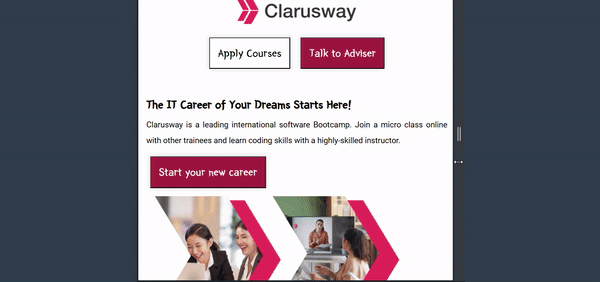 Clarusway
Apply Courses
Talk to Adviser
The IT Career of Your Dreams Starts Here!
Clarusway is a leading international software Bootcamp. Join a micro class online
with other trainees and learn coding skills with a highly-skilled instructor.
Start your new career